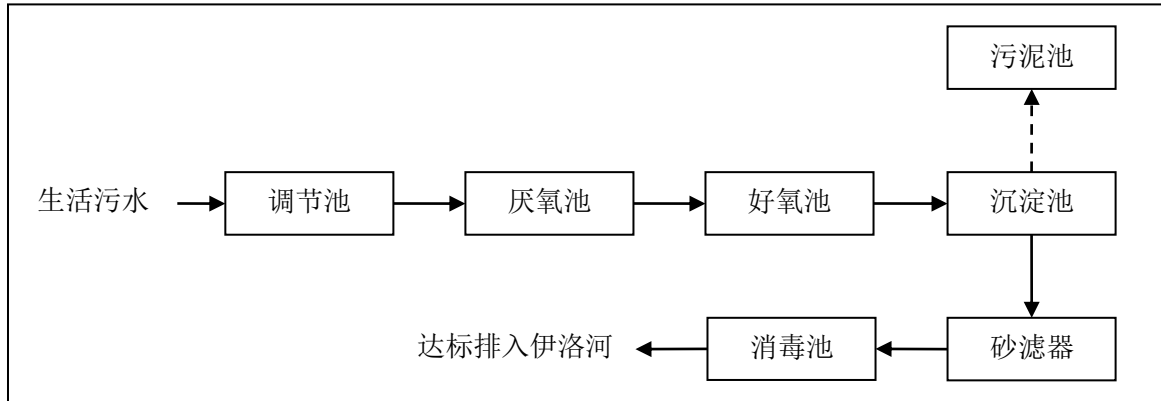 污泥池
生活污水
调节池
厌氧池
好氧池
沉淀池
达标排入伊洛河
消毒池
砂滤器